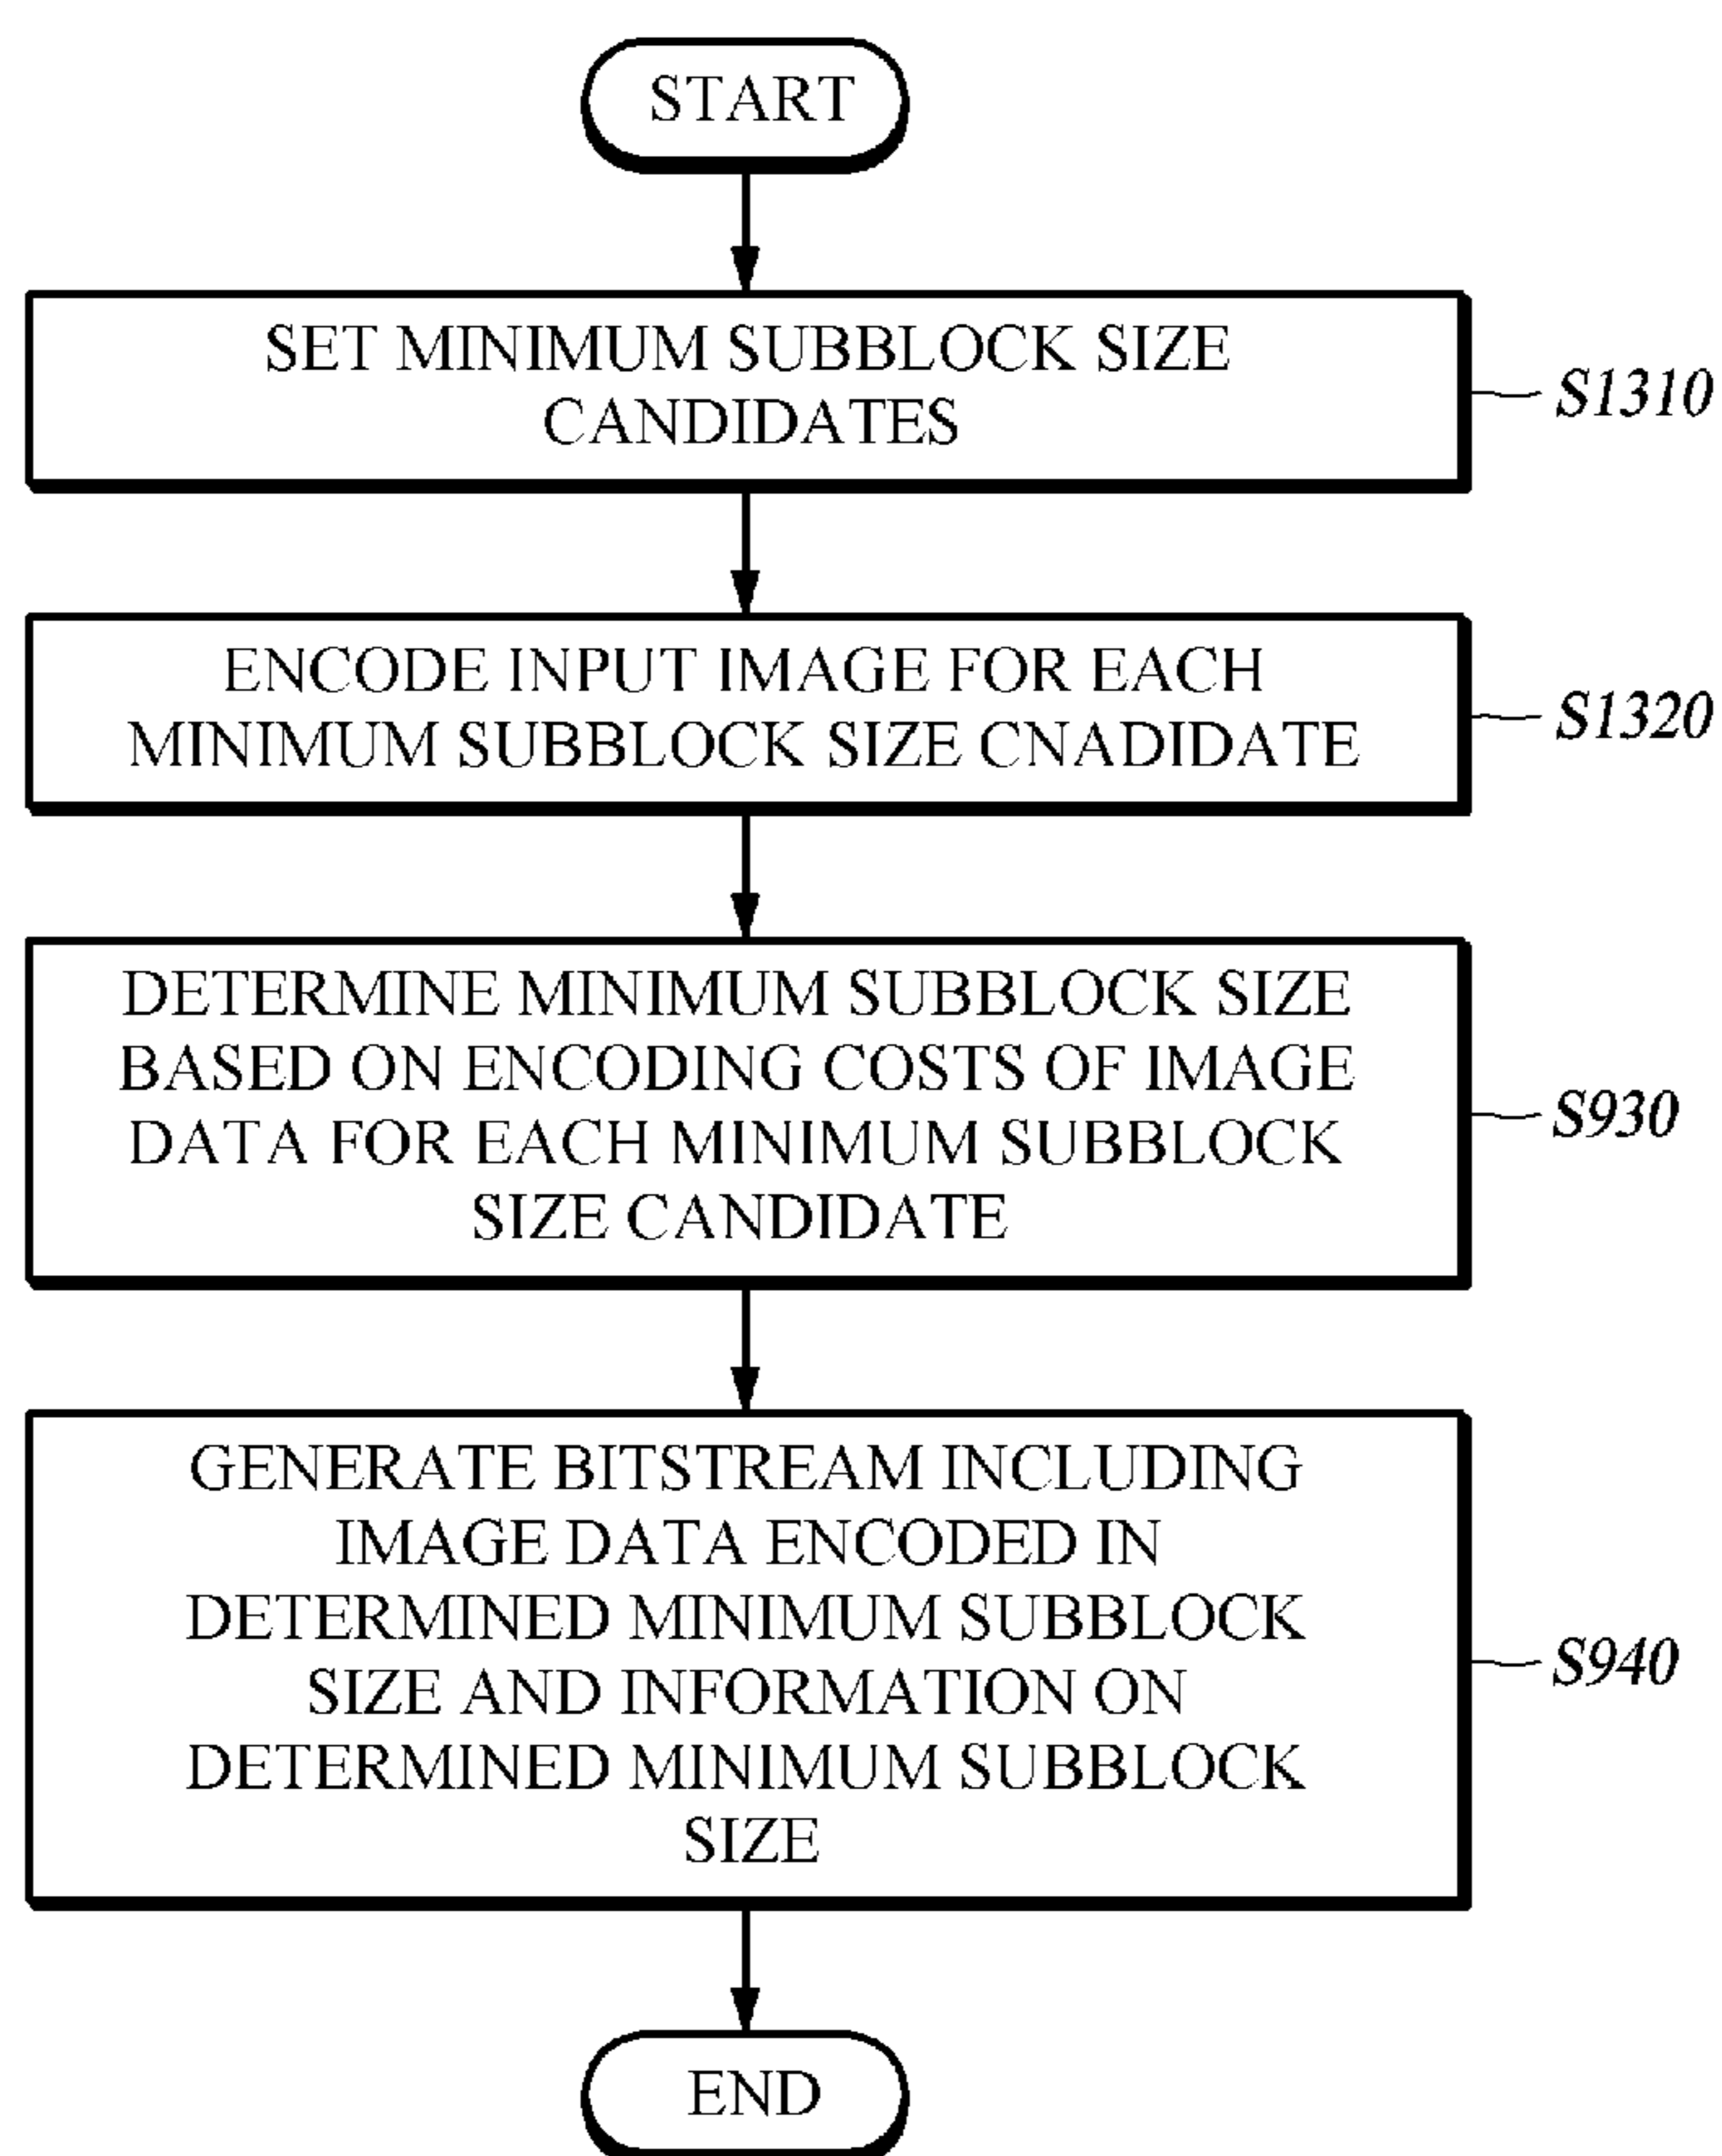 START
SET MINIMUM SUBBLOCK SIZE
CANDIDATES
S1310
ENCODE INPUT IMAGE FOR EACH
MINIMUM SUBBLOCK SIZE CNADIDATE
S1320
DETERMINE MINIMUM SUBBLOCK SIZE
BASED ON ENCODING COSTS OF IMAGE
DATA FOR EACH MINIMUM SUBBLOCK
SIZE CANDIDATE
S930
GENERATE BITSTREAM INCLUDING
IMAGE DATA ENCODED IN
DETERMINED MINIMUM SUBBLOCK
SIZE AND INFORMATION ON
DETERMINED MINIMUM SUBBLOCK
SIZE
S940
END